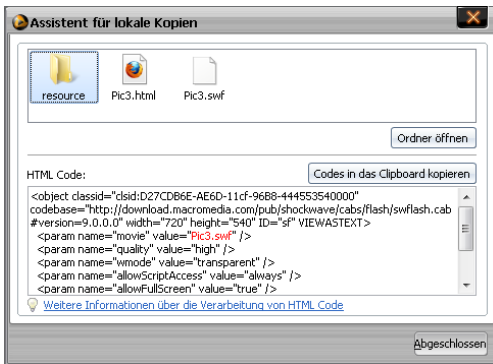 Assistent für lokale Kopien
resource
Pic3.html
Pic3.swf
Ordner öffnen
HTML Code:
Codes in das Clipboard kopieren
<object classid="clsid:D27CDB6E-AE6D-11cf-96B8-444553540000"
codebase="http://download.macromedia.com/pub/shockwave/cabs/flash/swflash.cab
#version=9.0.0.0" width="720" height="540" ID="sf" VIEWASTEXT>
<param name="movie" value="Pic3.swf" />
<param name="quality" value="high" />
<param name="wmode" value="transparent" />
<param name="allowScriptAccess" value="always" />
<param name="allowFullScreen" value="true" />
Weitere Informationen über die Verarbeitung von HTML Code
Abgeschlossen